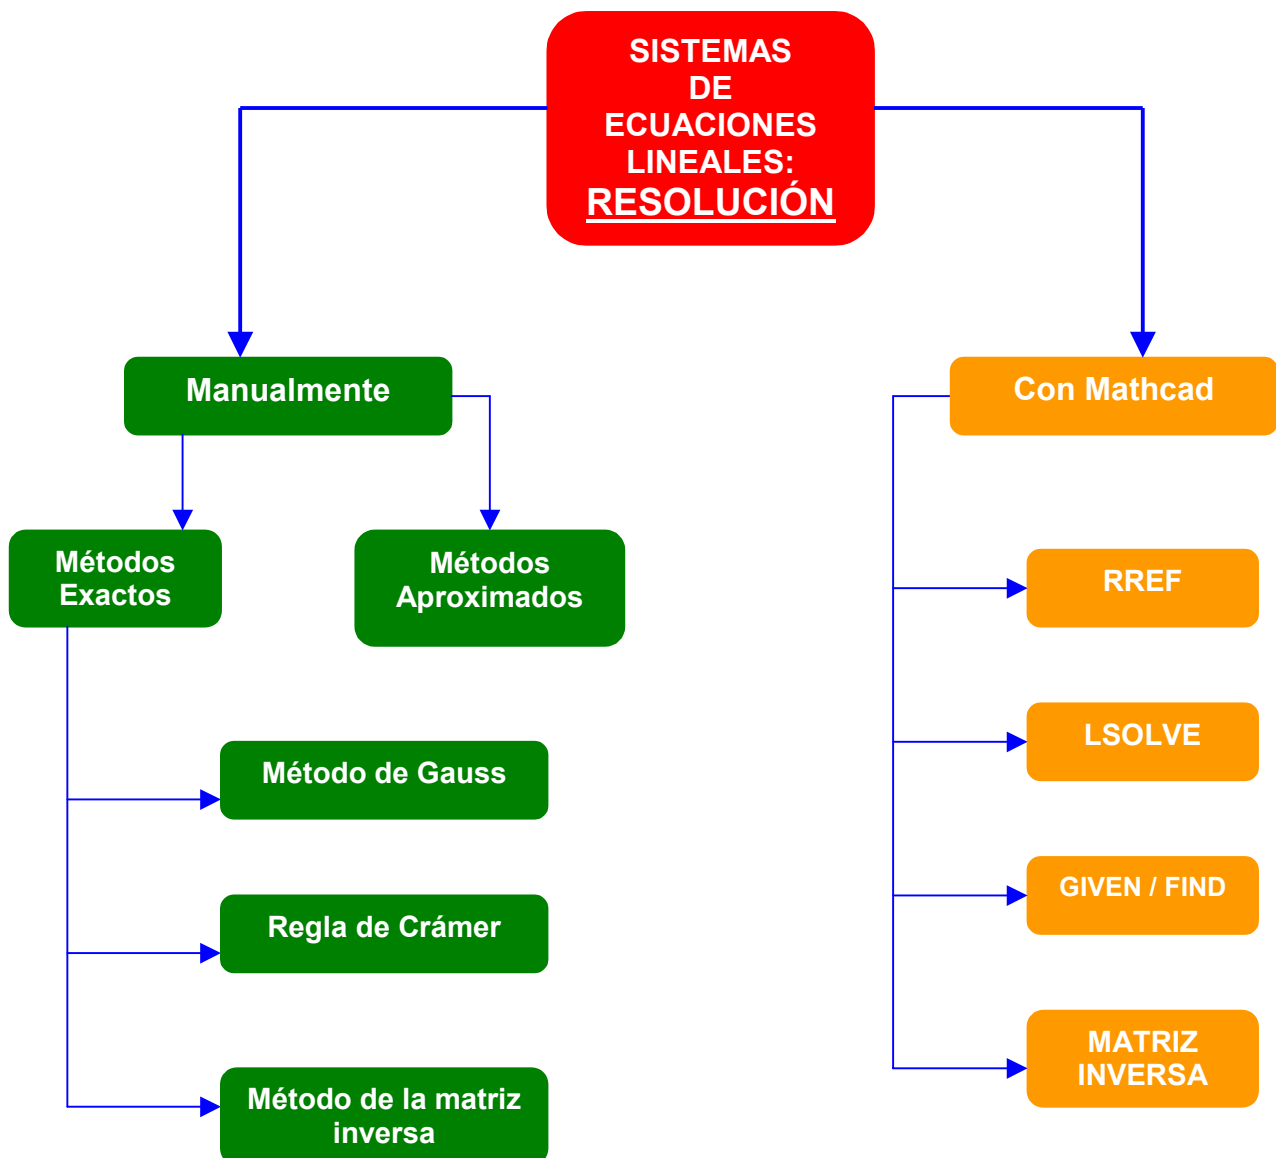 SISTEMAS
DE
ECUACIONES
LINEALES:
RESOLUCIÓN
Manualmente
Con Mathcad
Métodos
Exactos
Métodos
Aproximados
RREF
LSOLVE
Método de Gauss
GIVEN / FIND
Regla de Crámer
MATRIZ
INVERSA
Método de la matriz
inversa